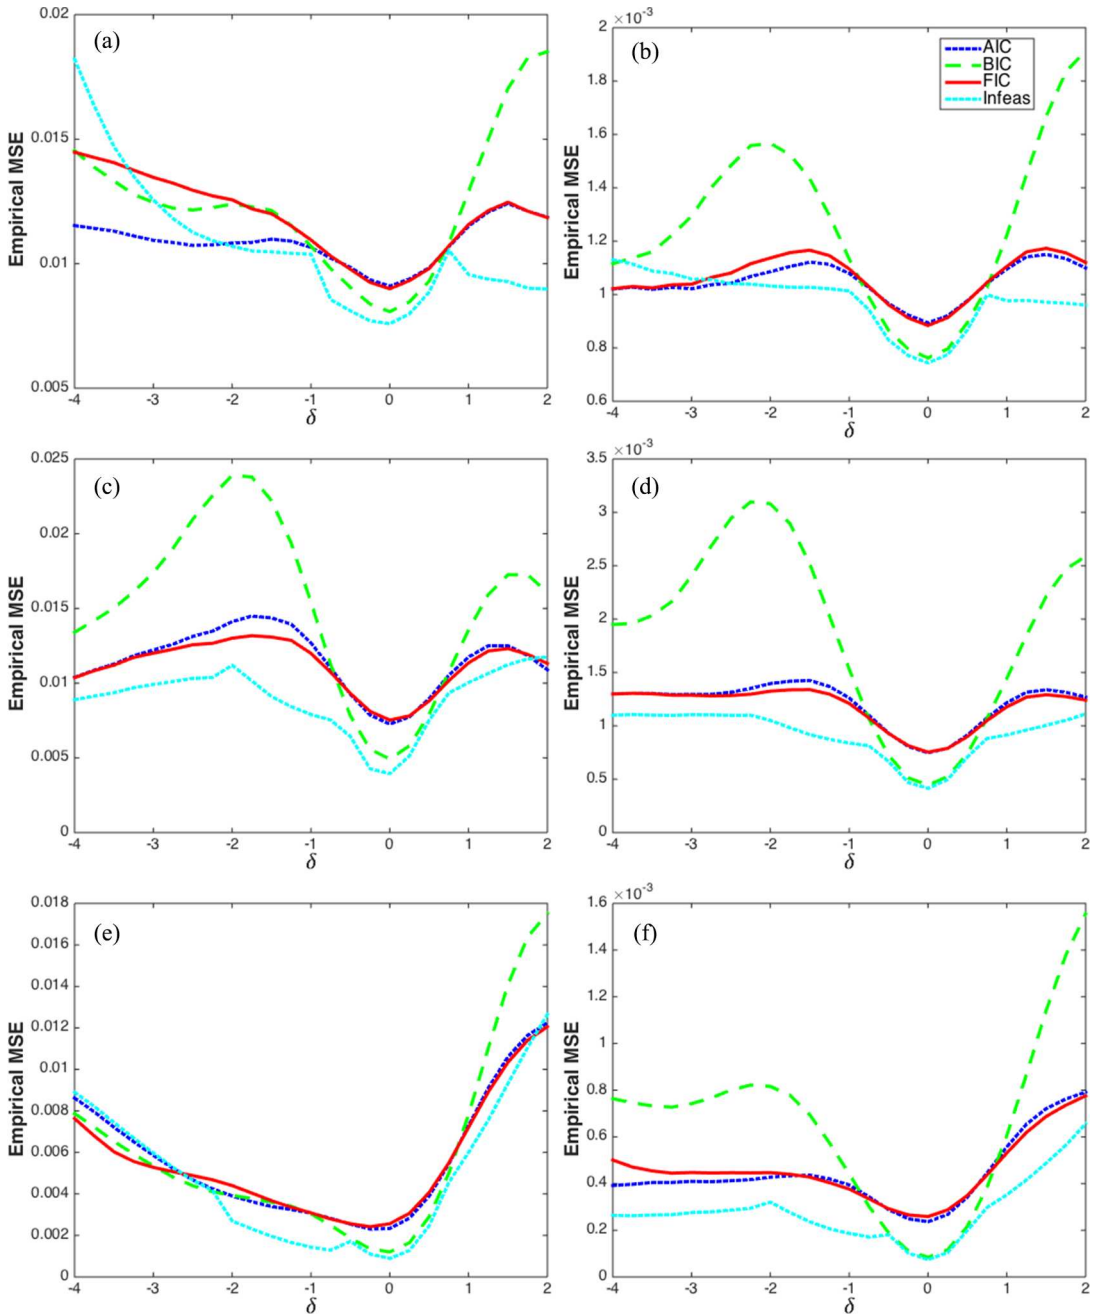 (a)
Empirical MSE
0.02
0.015
0.01
0.005
-4 -3 -2 -1 0 1 2
δ
(b)
×10⁻³
Empirical MSE
2
1.8
1.6
1.4
1.2
1
0.8
0.6
-4 -3 -2 -1 0 1 2
δ
AIC
BIC
FIC
Infeas
(c)
Empirical MSE
0.025
0.02
0.015
0.01
0.005
0
-4 -3 -2 -1 0 1 2
δ
(d)
×10⁻³
Empirical MSE
3.5
3
2.5
2
1.5
1
0.5
0
-4 -3 -2 -1 0 1 2
δ
(e)
Empirical MSE
0.018
0.016
0.014
0.012
0.01
0.008
0.006
0.004
0.002
0
-4 -3 -2 -1 0 1 2
δ
(f)
×10⁻³
Empirical MSE
1.6
1.4
1.2
1
0.8
0.6
0.4
0.2
0
-4 -3 -2 -1 0 1 2
δ